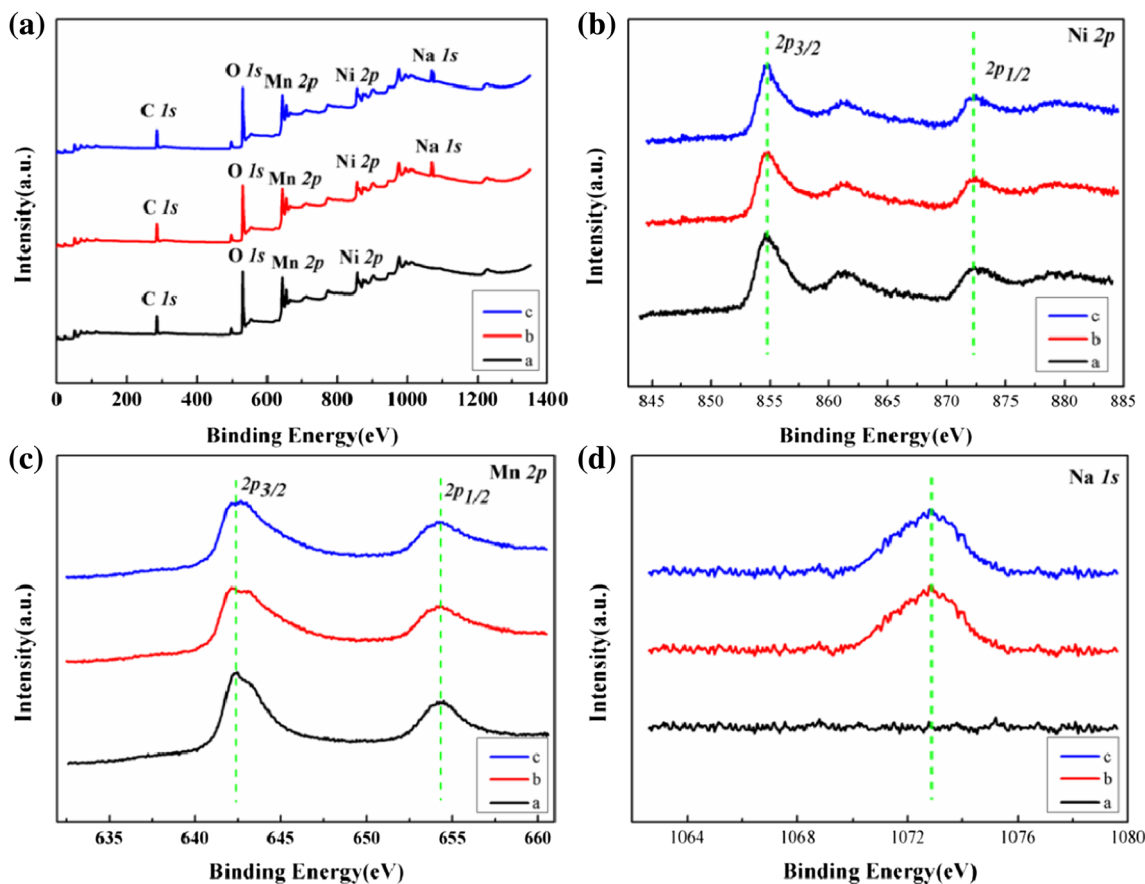 (a)
Na 1s
O 1s
Mn 2p
Ni 2p
C 1s
Na 1s
O 1s
Mn 2p
Ni 2p
C 1s
O 1s
Mn 2p
Ni 2p
C 1s
c
b
a
0 200 400 600 800 1000 1200 1400
Binding Energy(eV)
Intensity(a.u.)
(b)
Ni 2p
2p3/2
2p1/2
c
b
a
845 850 855 860 865 870 875 880 885
Binding Energy(eV)
Intensity(a.u.)
(c)
Mn 2p
2p3/2
2p1/2
c
b
a
635 640 645 650 655 660
Binding Energy(eV)
Intensity(a.u.)
(d)
Na 1s
c
b
a
1064 1068 1072 1076 1080
Binding Energy(eV)
Intensity(a.u.)